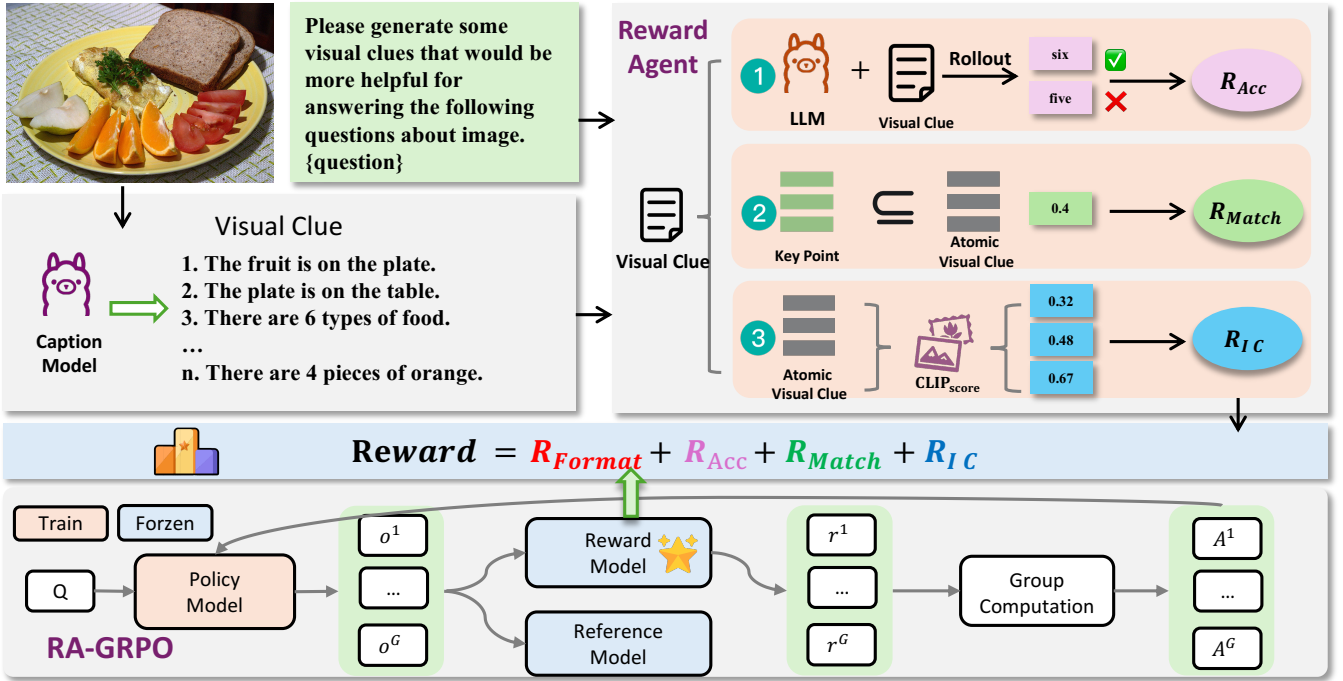 Please generate some
visual clues that would be
more helpful for
answering the following
questions about image.
{question}
Visual Clue
Caption
Model
1. The fruit is on the plate.
2. The plate is on the table.
3. There are 6 types of food.
…
n. There are 4 pieces of orange.
Reward
Agent
Visual Clue
1
LLM
+
Visual Clue
Rollout
six
five
R_Acc
2
Key Point
⊆
Atomic
Visual Clue
0.4
R_Match
3
Atomic
Visual Clue
CLIP_score
0.32
0.48
0.67
R_IC
Reward = R_Format + R_Acc + R_Match + R_IC
Train
Forzen
Q
Policy
Model
RA-GRPO
o^1
...
o^G
Reward
Model
Reference
Model
r^1
...
r^G
Group
Computation
A^1
...
A^G